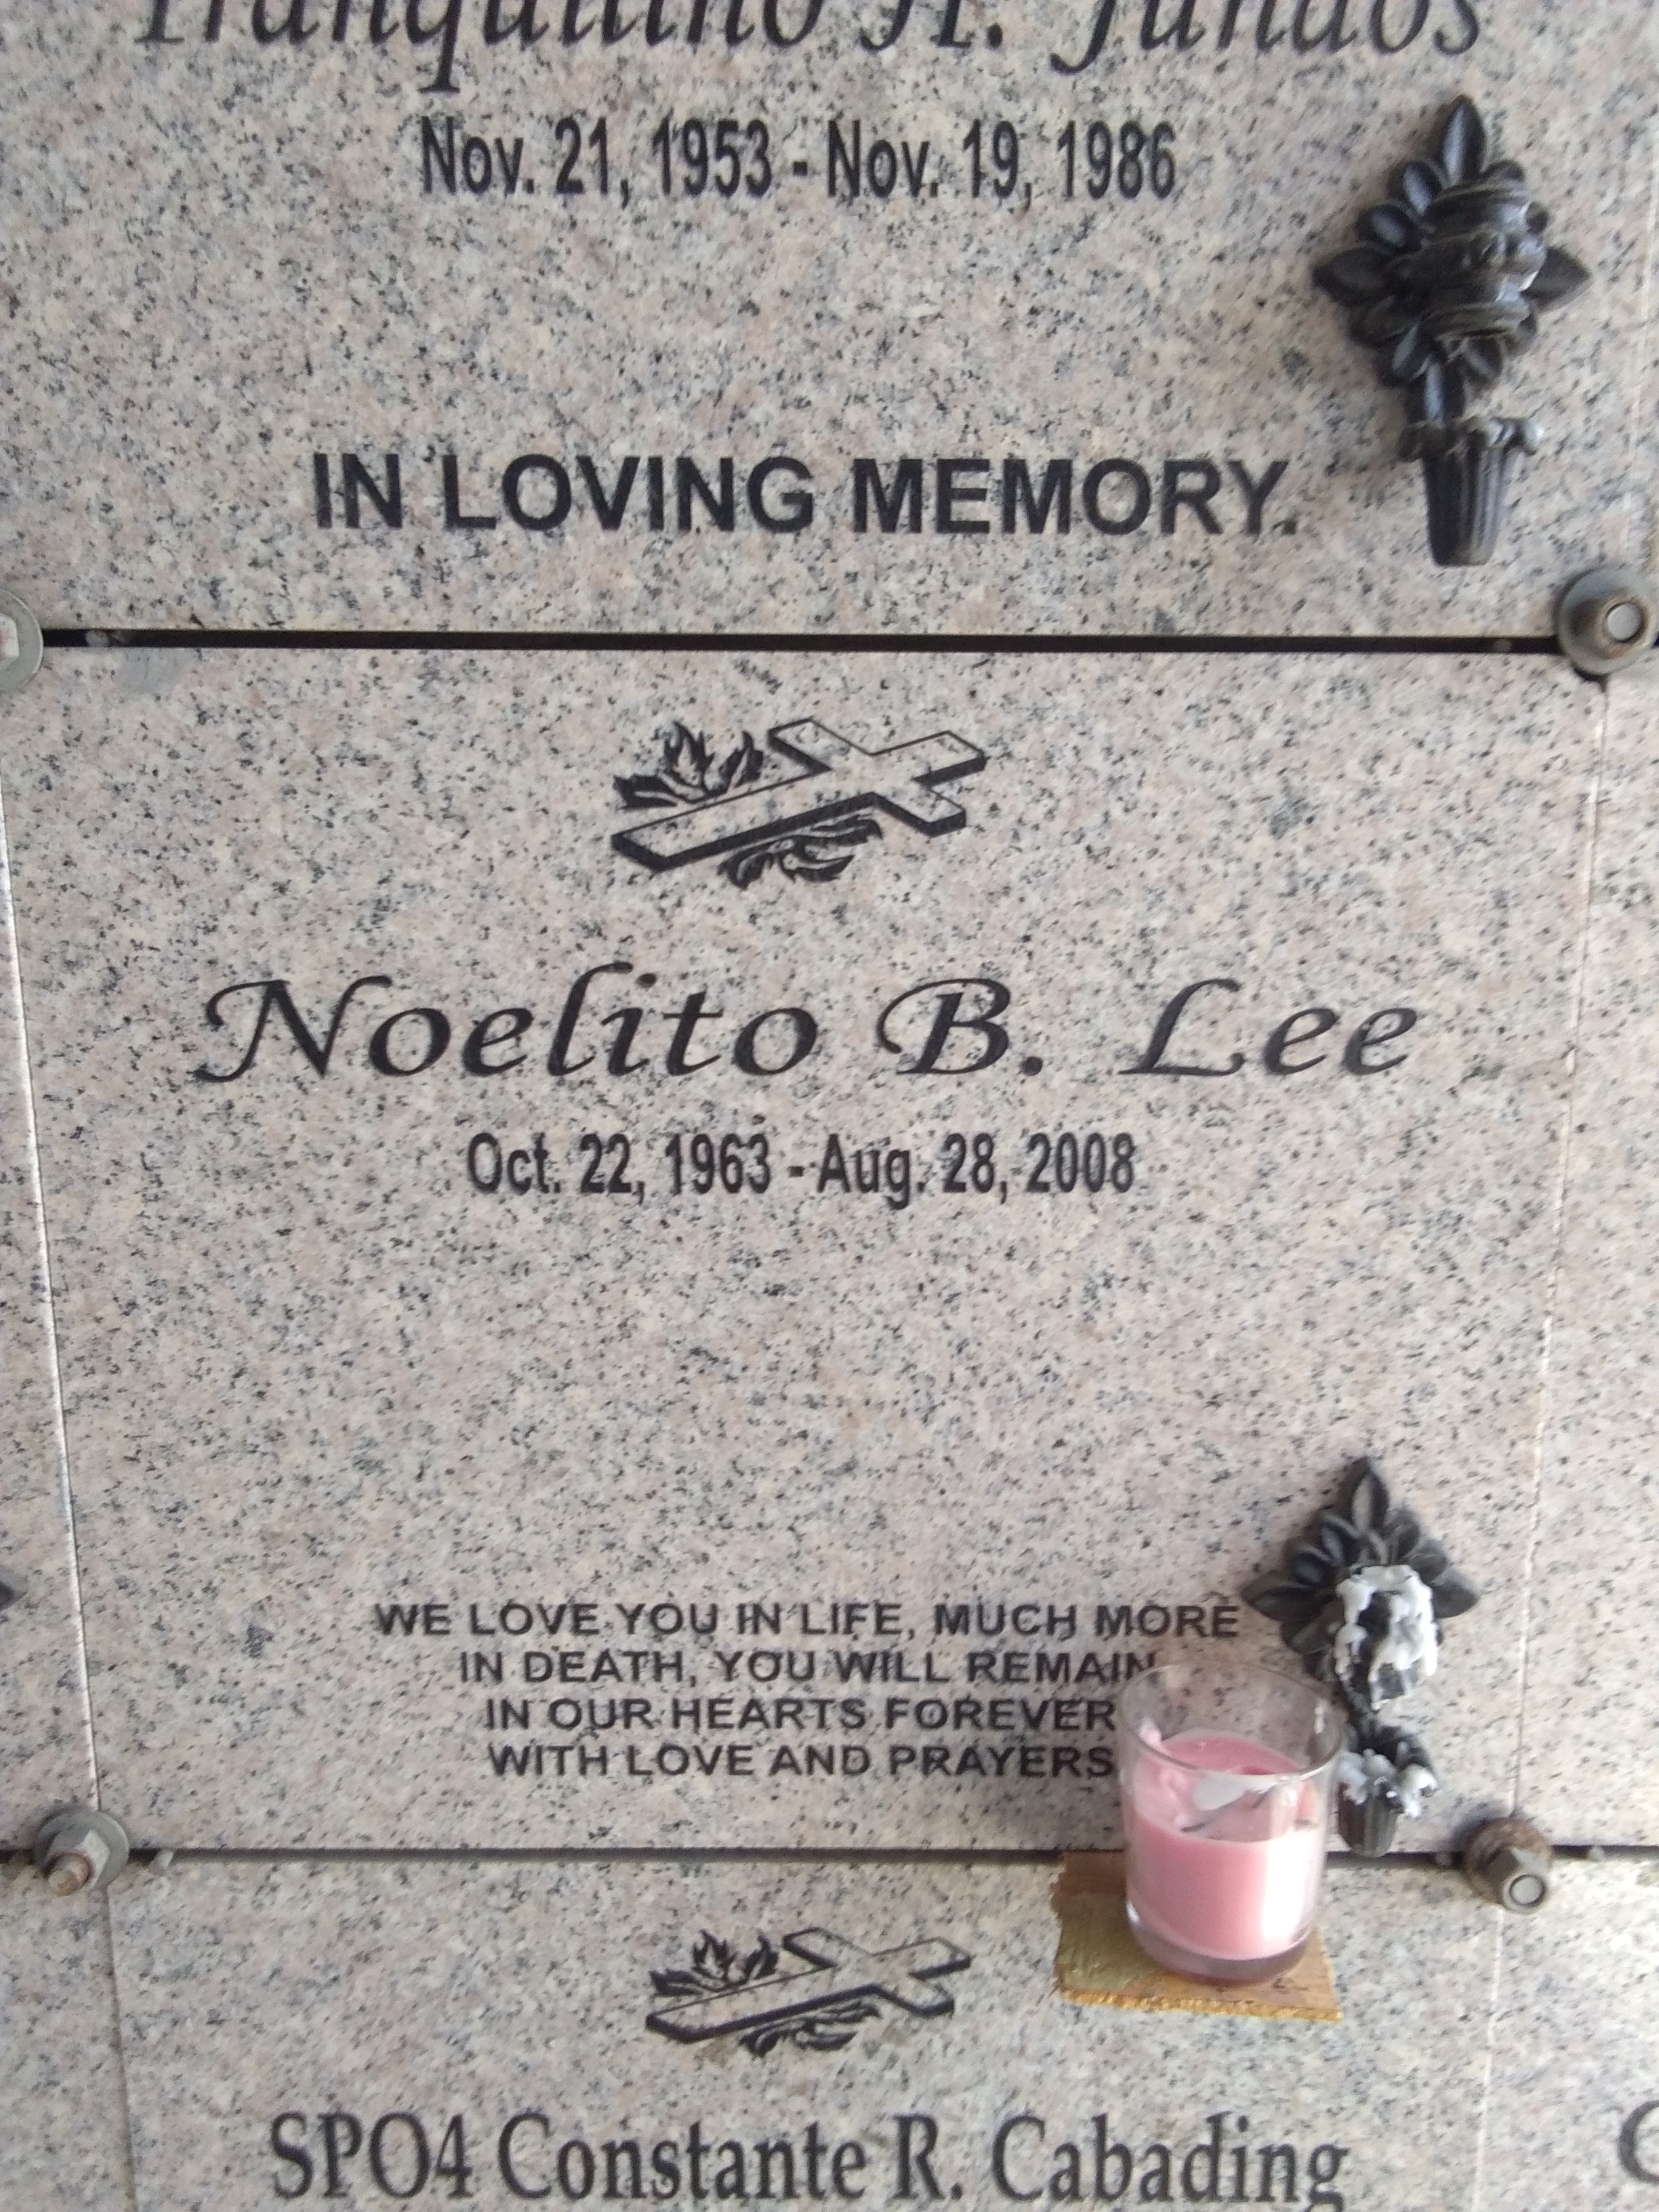 Tranquilino A. Jundos
Nov. 21, 1953 - Nov. 19, 1986
IN LOVING MEMORY.
Noelito B. Lee
Oct. 22, 1963 - Aug. 28, 2008
WE LOVE YOU IN LIFE, MUCH MORE
IN DEATH, YOU WILL REMAIN
IN OUR HEARTS FOREVER
WITH LOVE AND PRAYERS
SPO4 Constante R. Cabading